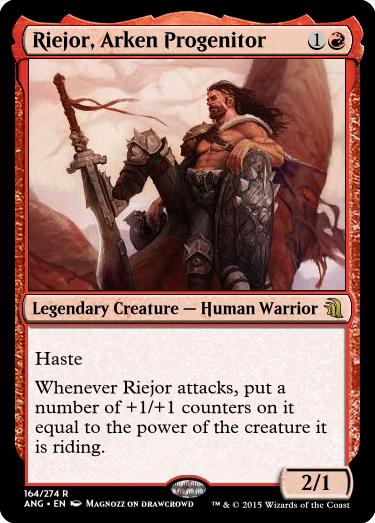 Riejor, Arken Progenitor 1
Legendary Creature — Human Warrior
Haste
Whenever Riejor attacks, put a
number of +1/+1 counters on it
equal to the power of the creature it
is riding.
2/1
164/274 R
ANG • EN Magnozz on drawcrowd
™ & © 2015 Wizards of the Coast